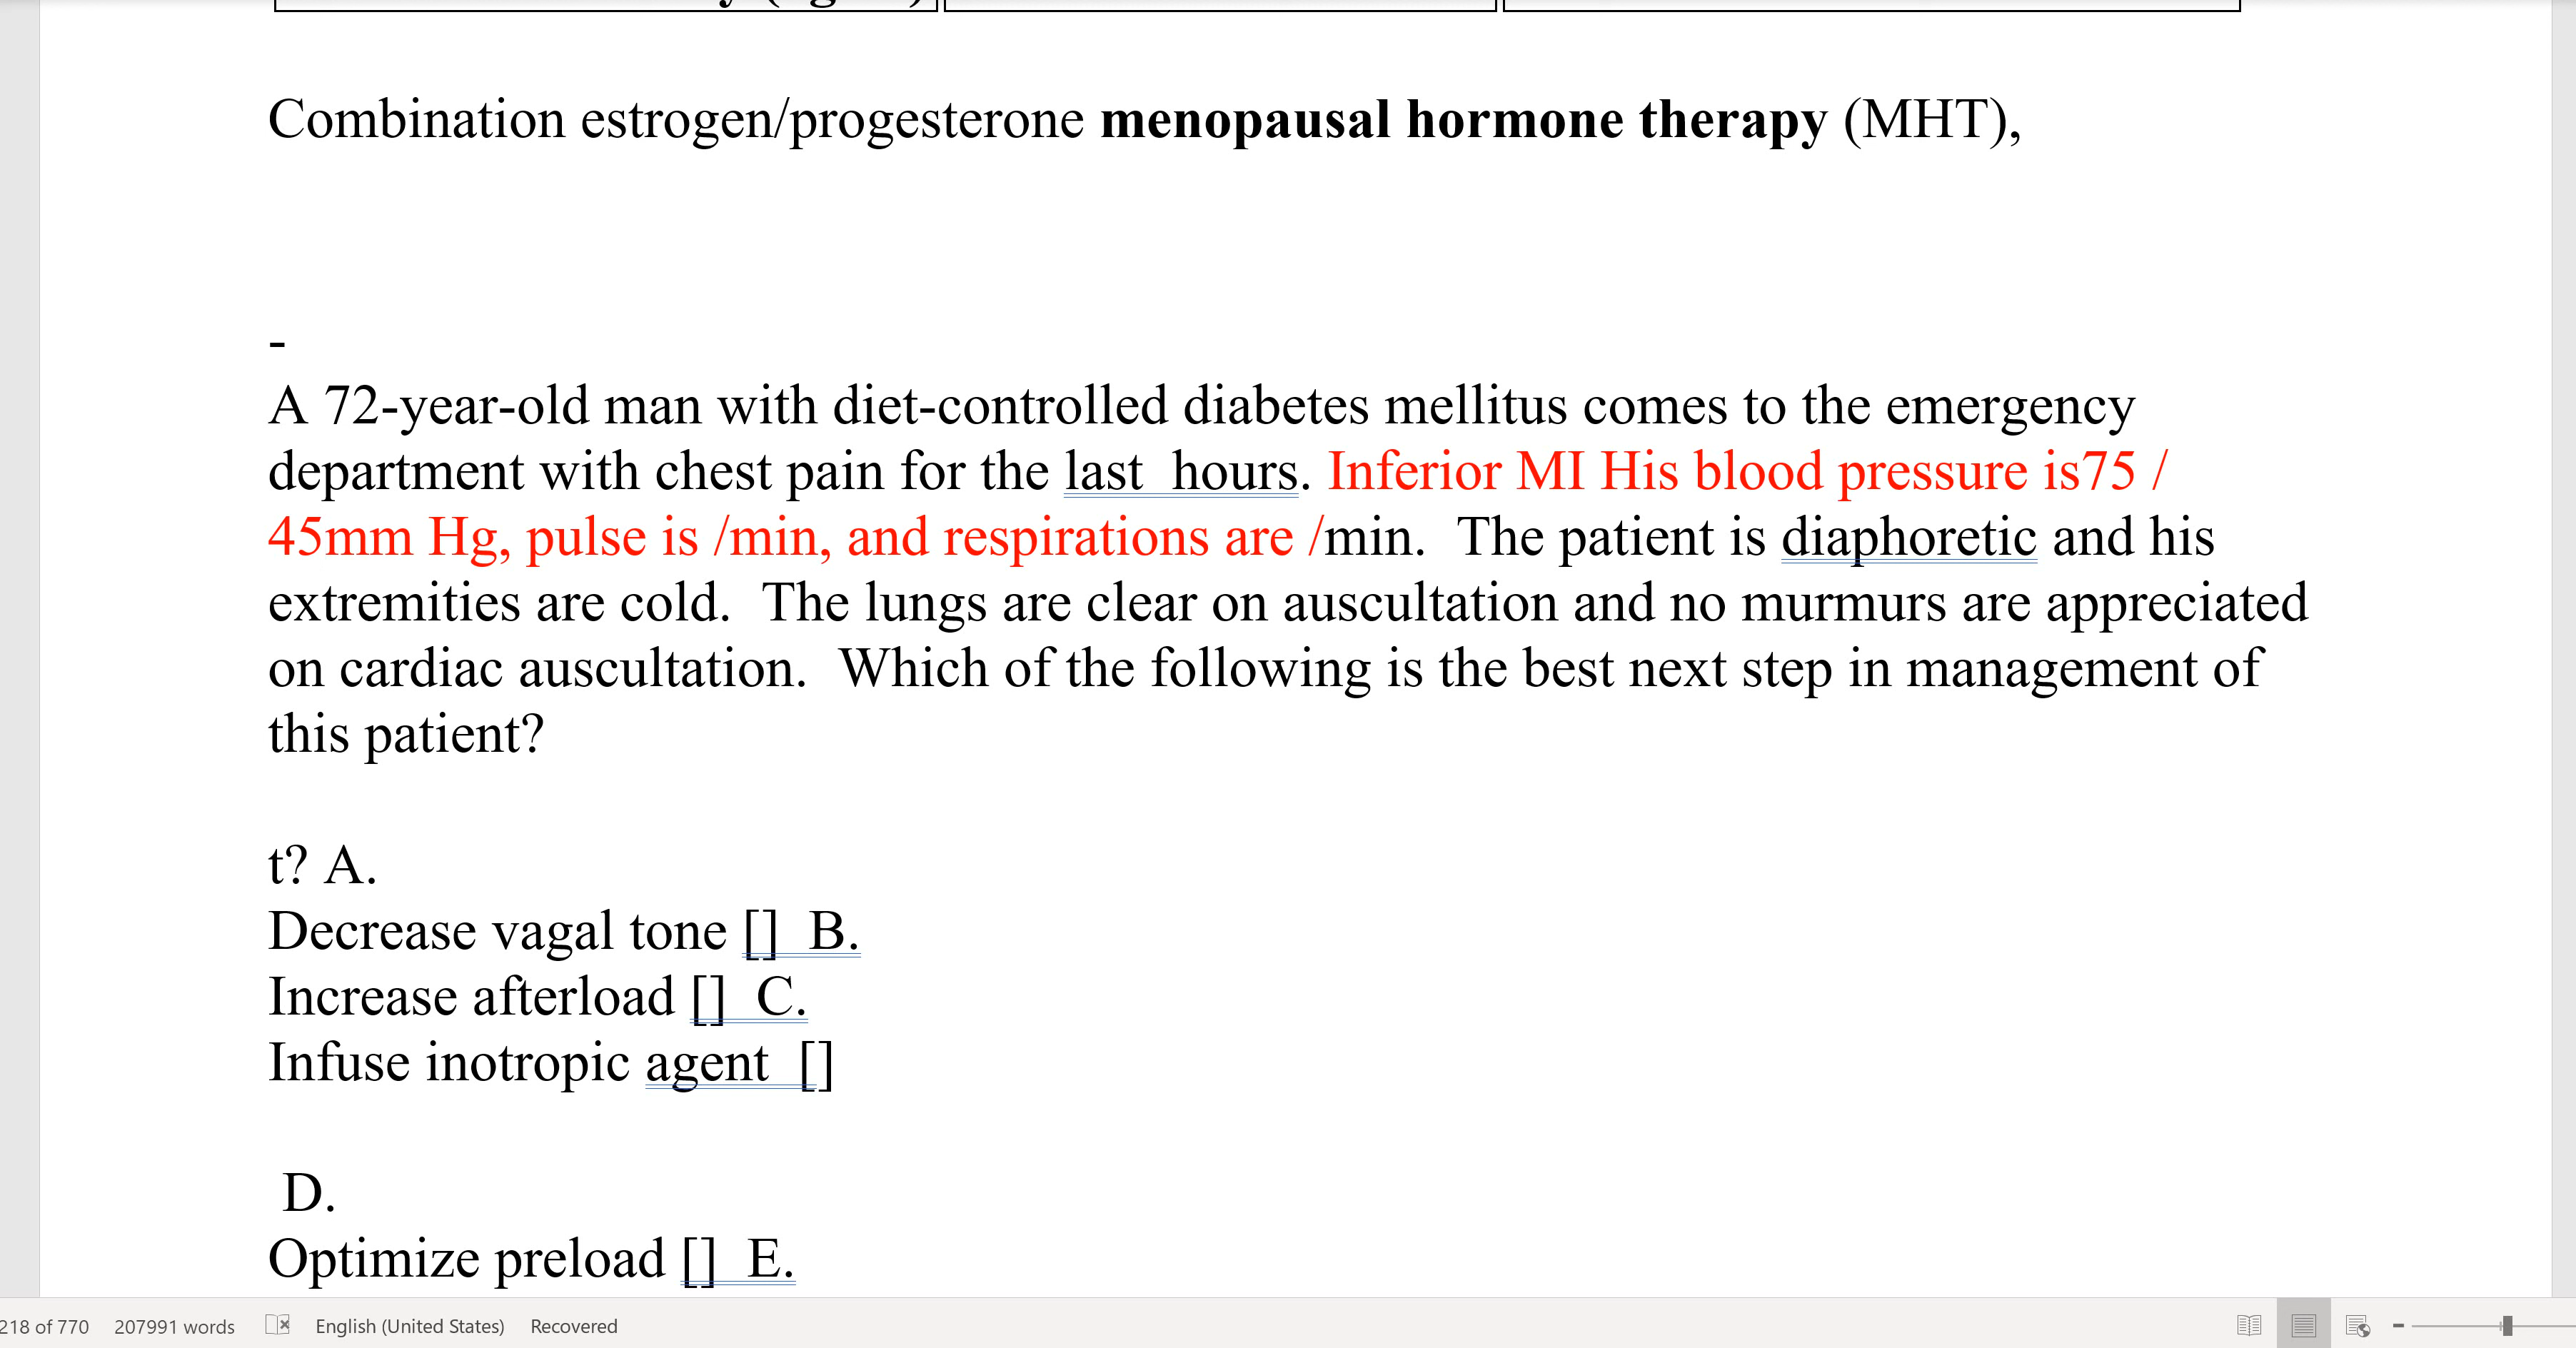 Combination estrogen/progesterone menopausal hormone therapy (MHT),
-
A 72-year-old man with diet-controlled diabetes mellitus comes to the emergency
department with chest pain for the last  hours. Inferior MI His blood pressure is75 /
45mm Hg, pulse is /min, and respirations are /min.  The patient is diaphoretic and his
extremities are cold.  The lungs are clear on auscultation and no murmurs are appreciated
on cardiac auscultation.  Which of the following is the best next step in management of
this patient?
t? A.
Decrease vagal tone []  B.
Increase afterload []  C.
Infuse inotropic agent  []
D.
Optimize preload []  E.
218 of 770 207991 words English (United States) Recovered